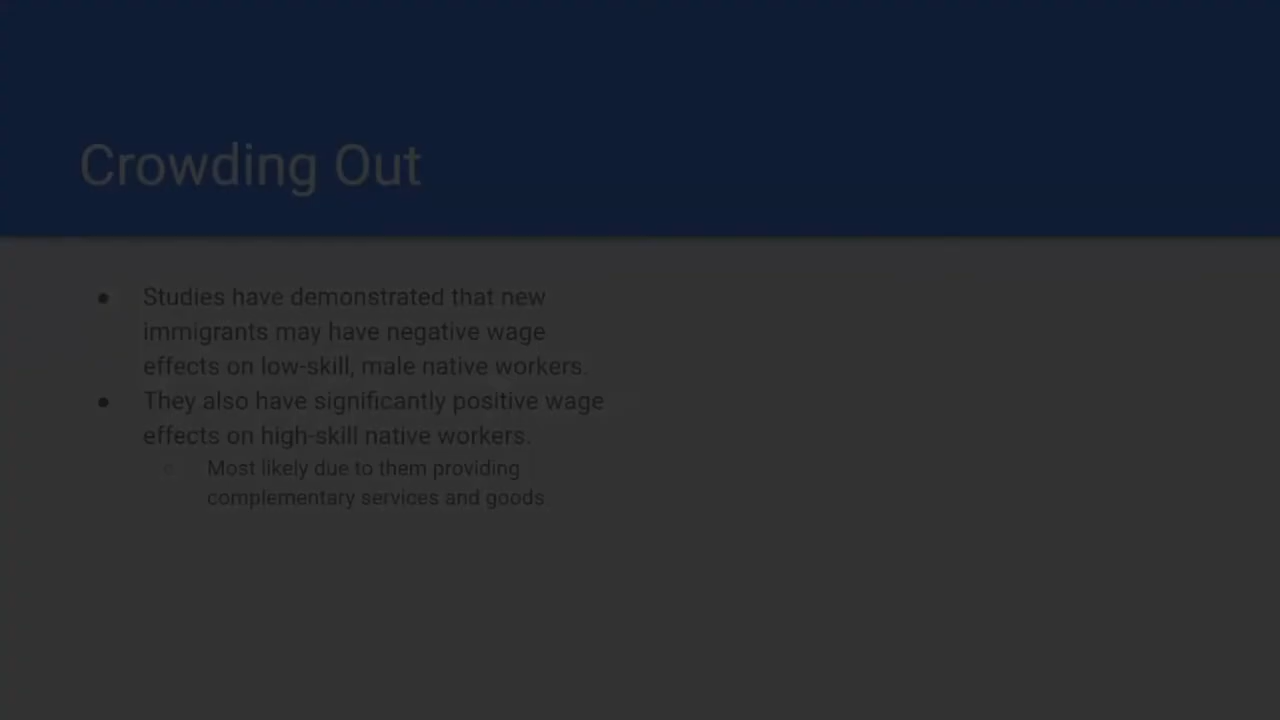 Crowding Out
● Studies have demonstrated that new
immigrants may have negative wage
effects on low-skill, male native workers.
● They also have significantly positive wage
effects on high-skill native workers.
○ Most likely due to them providing
complementary services and goods